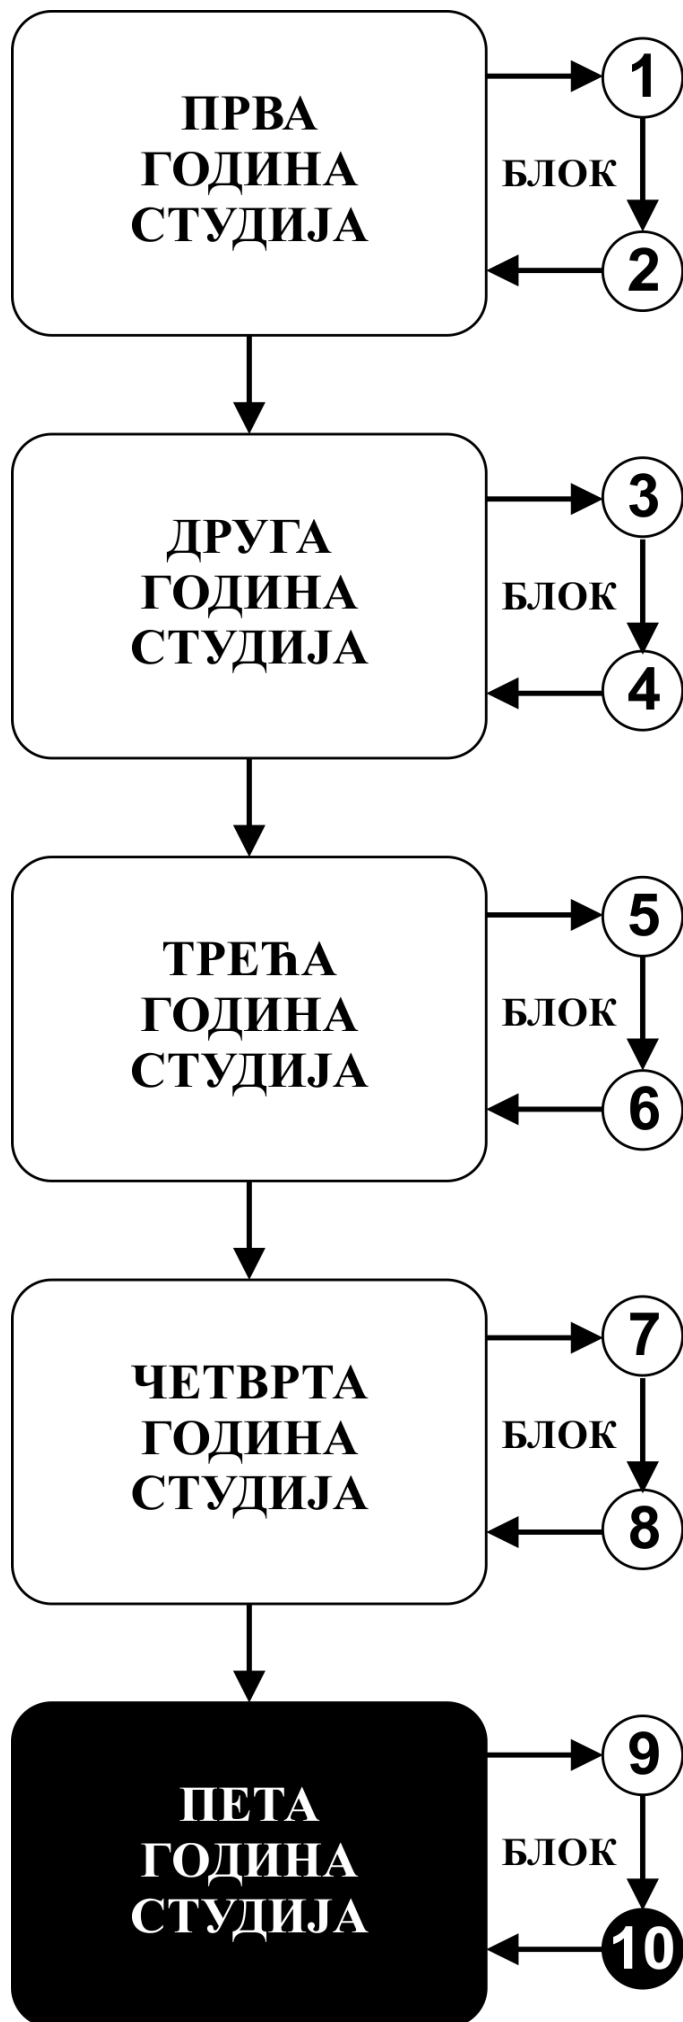 ПРВА
ГОДИНА
СТУДИЈА
1
БЛОК
2
ДРУГА
ГОДИНА
СТУДИЈА
3
БЛОК
4
ТРЕЋА
ГОДИНА
СТУДИЈА
5
БЛОК
6
ЧЕТВРТА
ГОДИНА
СТУДИЈА
7
БЛОК
8
ПЕТА
ГОДИНА
СТУДИЈА
9
БЛОК
10